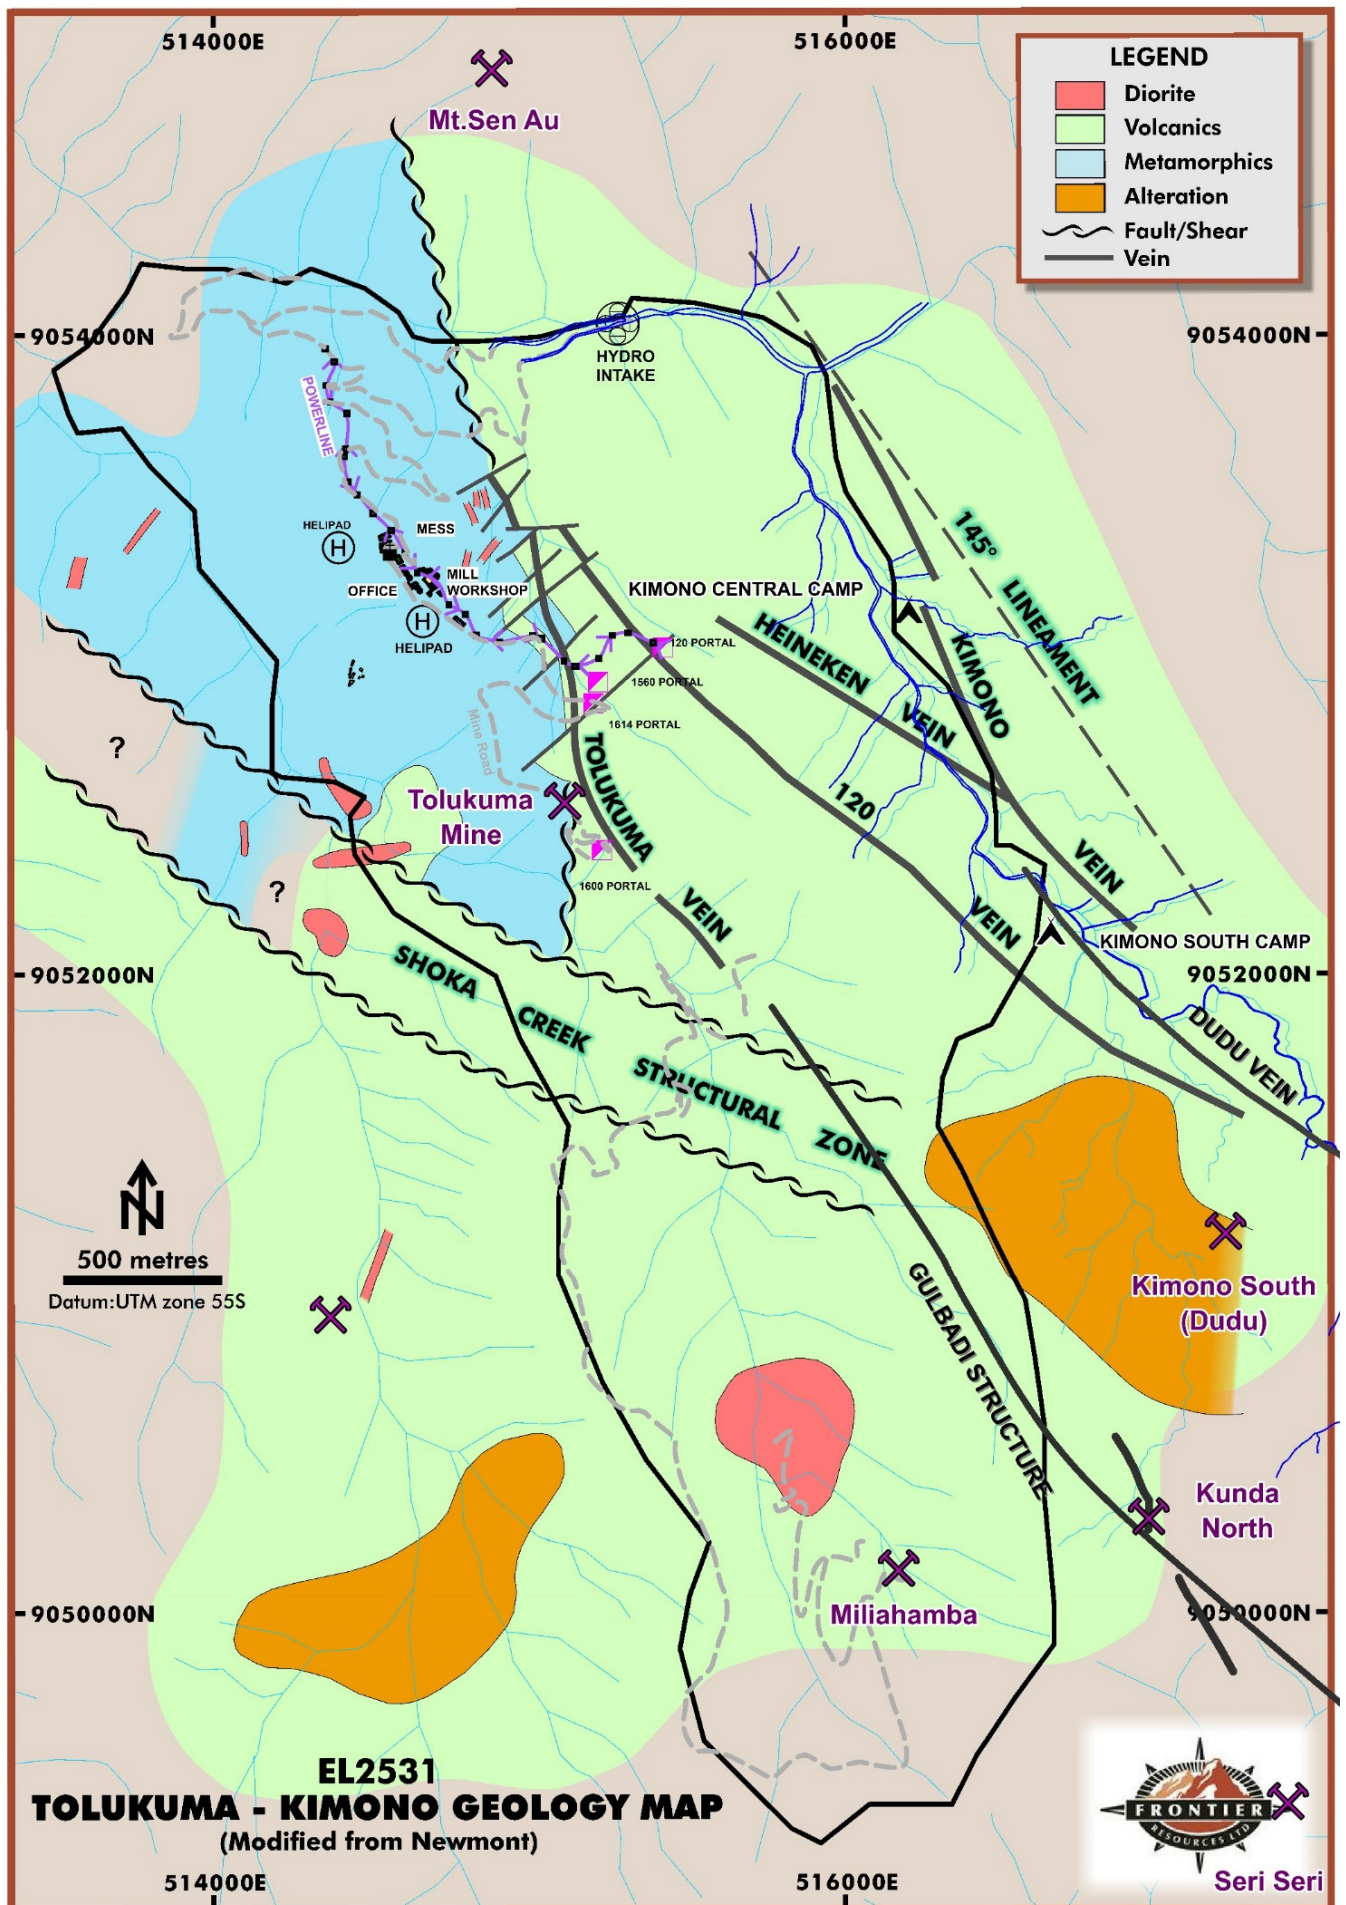 514000E
516000E
Mt.Sen Au
LEGEND
Diorite
Volcanics
Metamorphics
Alteration
Fault/Shear
Vein
9054000N
9054000N
HYDRO
INTAKE
POWERLINE
145° LINEAMENT
HELIPAD
H
MESS
OFFICE
MILL
WORKSHOP
H
HELIPAD
KIMONO CENTRAL CAMP
HEINEKEN VEIN
KIMONO VEIN
120 PORTAL
1560 PORTAL
1614 PORTAL
Mine Road
?
TOLUKUMA VEIN
120 VEIN
Tolukuma
Mine
1600 PORTAL
?
KIMONO SOUTH CAMP
9052000N
9052000N
SHOKA CREEK STRUCTURAL ZONE
DUDU VEIN
N
500 metres
Datum:UTM zone 55S
Kimono South
(Dudu)
GULBADI STRUCTURE
Kunda
North
Miliahamba
9050000N
9050000N
EL2531
TOLUKUMA - KIMONO GEOLOGY MAP
(Modified from Newmont)
FRONTIER
RESOURCES LTD
Seri Seri
514000E
516000E